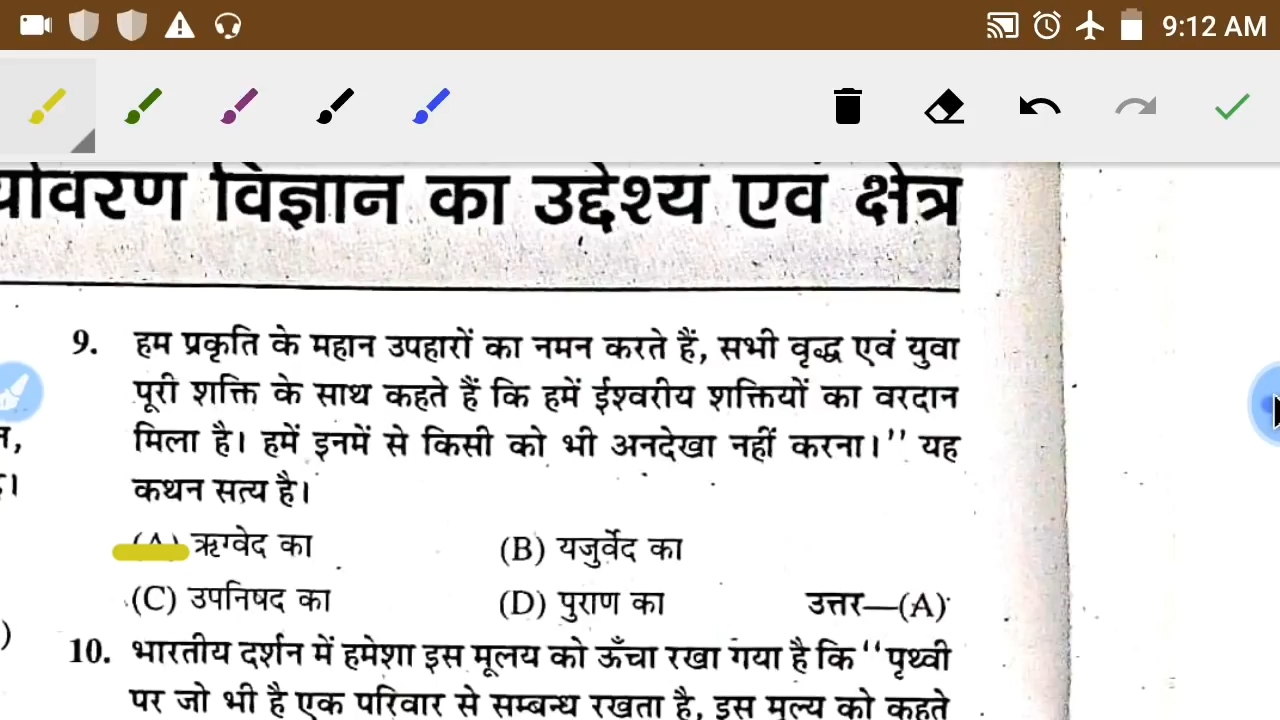 9:12 AM
विज्ञान का उद्देश्य एवं क्षेत्र
9. हम प्रकृति के महान उपहारों का नमन करते हैं, सभी वृद्ध एवं युवा
पूरी शक्ति के साथ कहते हैं कि हमें ईश्वरीय शक्तियों का वरदान
मिला है। हमें इनमें से किसी को भी अनदेखा नहीं करना।'' यह
कथन सत्य है।
(A) ऋग्वेद का (B) यजुर्वेद का
(C) उपनिषद का (D) पुराण का उत्तर—(A)
10. भारतीय दर्शन में हमेशा इस मूलय को ऊँचा रखा गया है कि ''पृथ्वी
पर जो भी है एक परिवार से सम्बन्ध रखता है, इस मूल्य को कहते